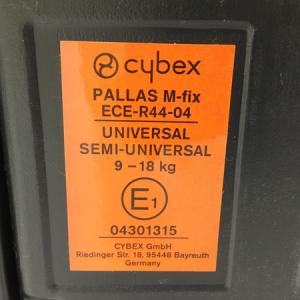 cybex
PALLAS M-fix
ECE-R44-04
UNIVERSAL
SEMI-UNIVERSAL
9 – 18 kg
E1
04301315
CYBEX GmbH
Riedinger Str. 18, 95448 Bayreuth
Germany